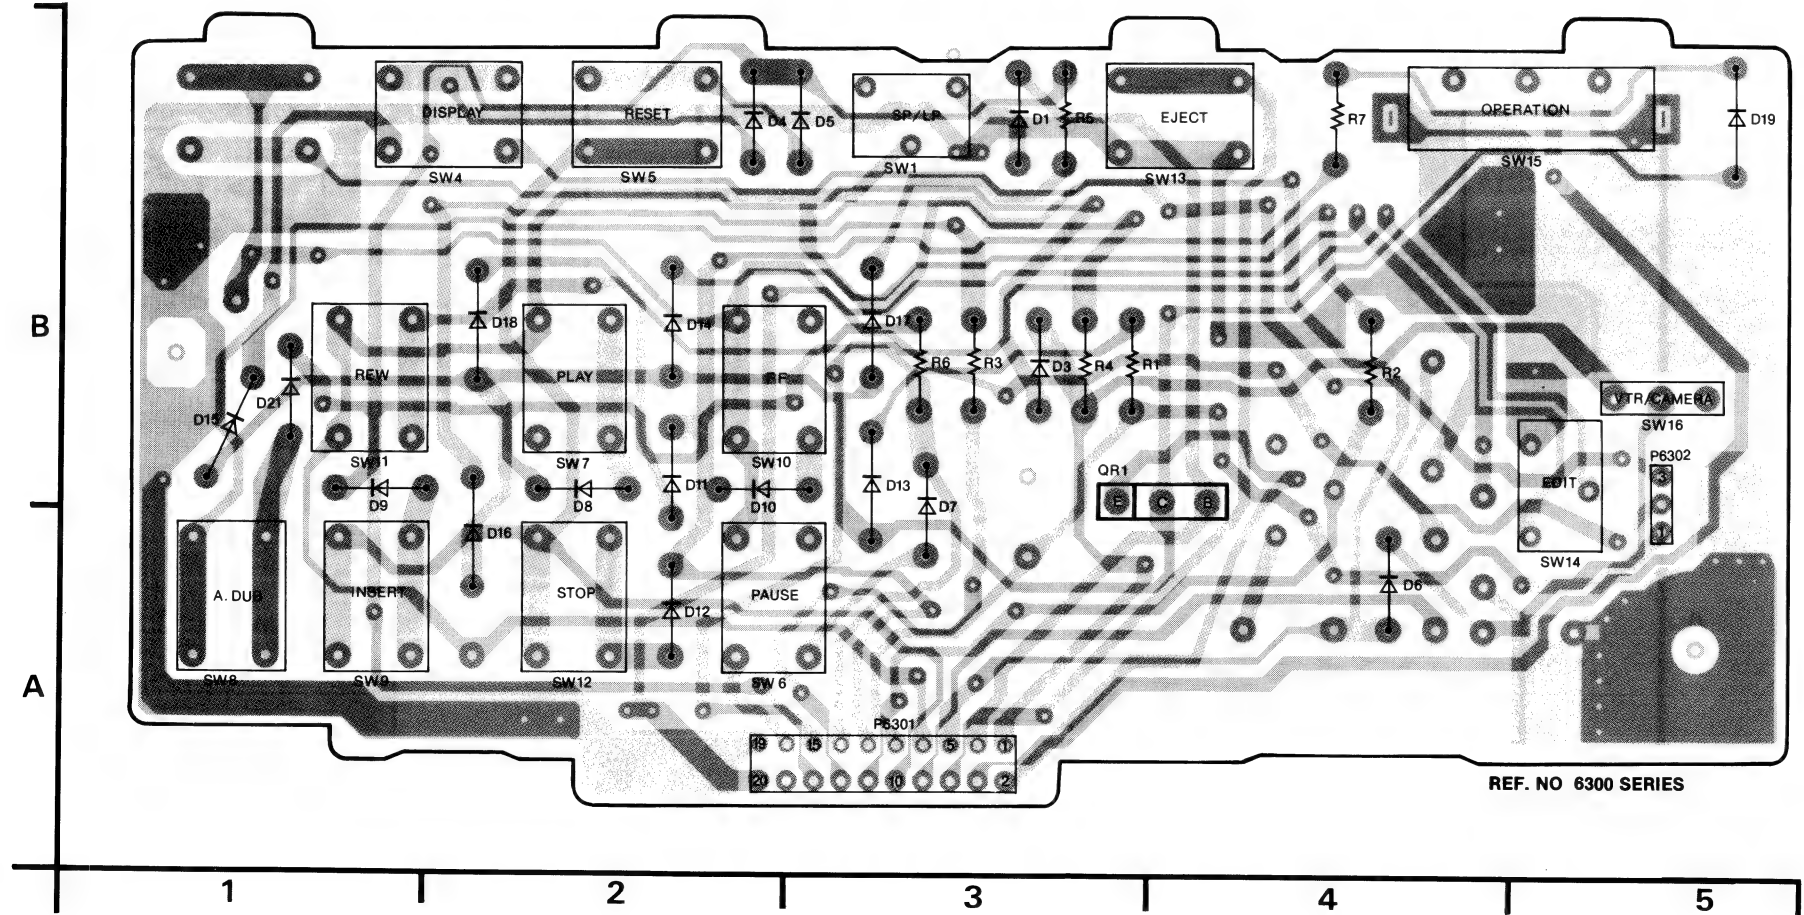 DISPLAY
RESET
D4
D5
SP/LP
D1
R5
EJECT
R7
OPERATION
D19
SW4
SW5
SW1
SW13
SW15
B
D18
D14
D17
REW
PLAY
R6
R3
D3
R4
R1
R2
D15
D21
VTR/CAMERA
SW16
SW11
SW7
SW10
QR1
P6302
3
EDIT
D9
D8
D11
D10
D13
D7
E C B
1
D16
SW14
A. DUB
INSERT
STOP
D12
PAUSE
D6
SW8
SW9
SW12
SW6
A
P6301
19 15 5 1
20 10 2
REF. NO 6300 SERIES
1 2 3 4 5